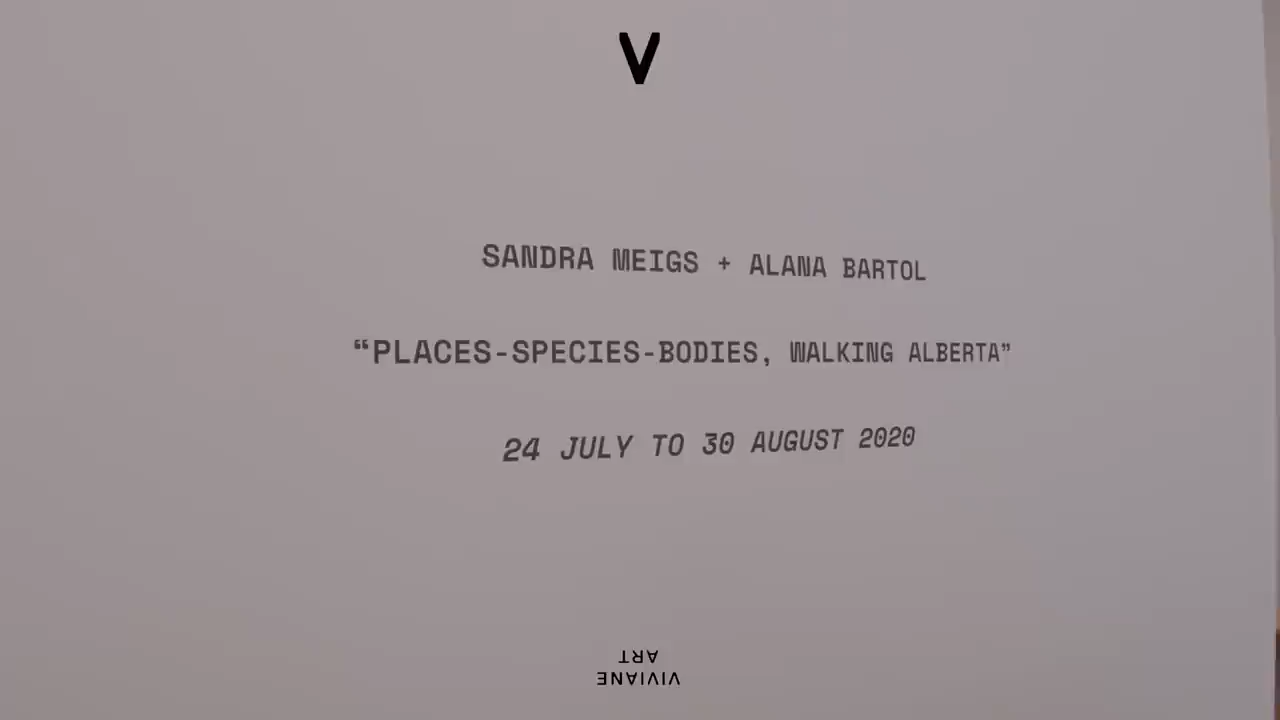 V
SANDRA MEIGS + ALANA BARTOL
“PLACES-SPECIES-BODIES, WALKING ALBERTA”
24 JULY TO 30 AUGUST 2020
VIVIANE
ART